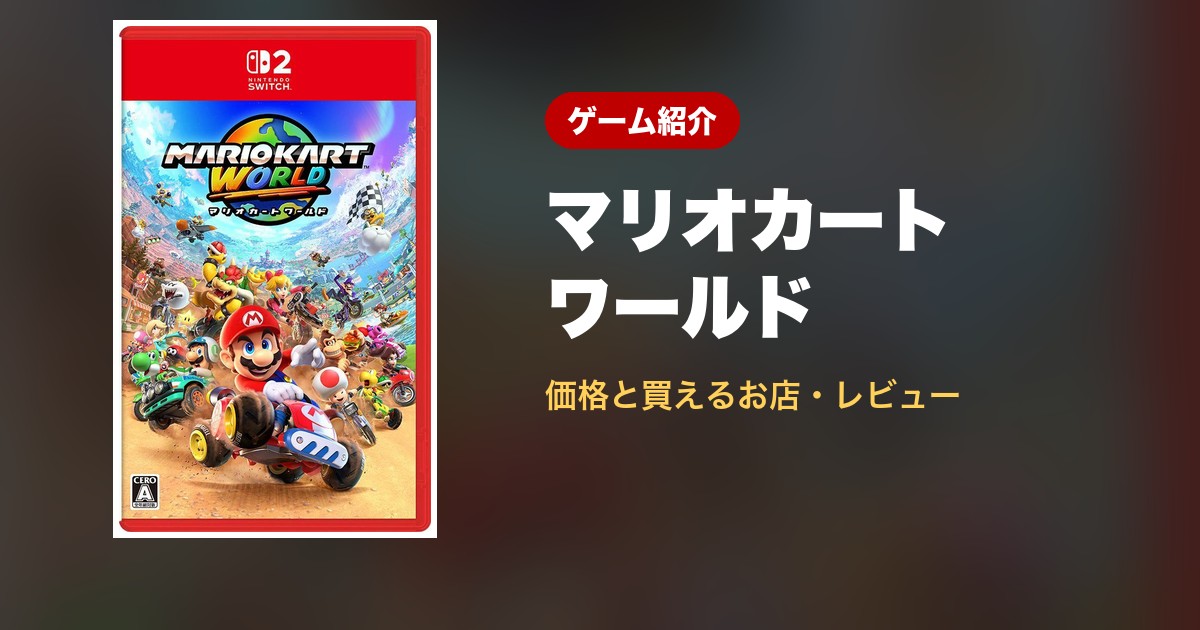 2
NINTENDO
SWITCH
MARIO KART
WORLD
マリオカート ワールド
CERO
A
ゲーム紹介
マリオカート
ワールド
価格と買えるお店・レビュー